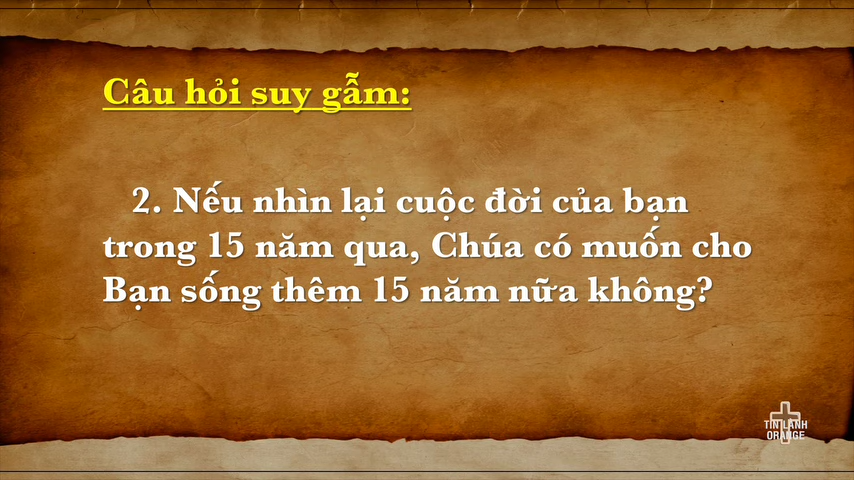 Câu hỏi suy gẫm:
2. Nếu nhìn lại cuộc đời của bạn
trong 15 năm qua, Chúa có muốn cho
Bạn sống thêm 15 năm nữa không?
TIN LANH
ORANGE